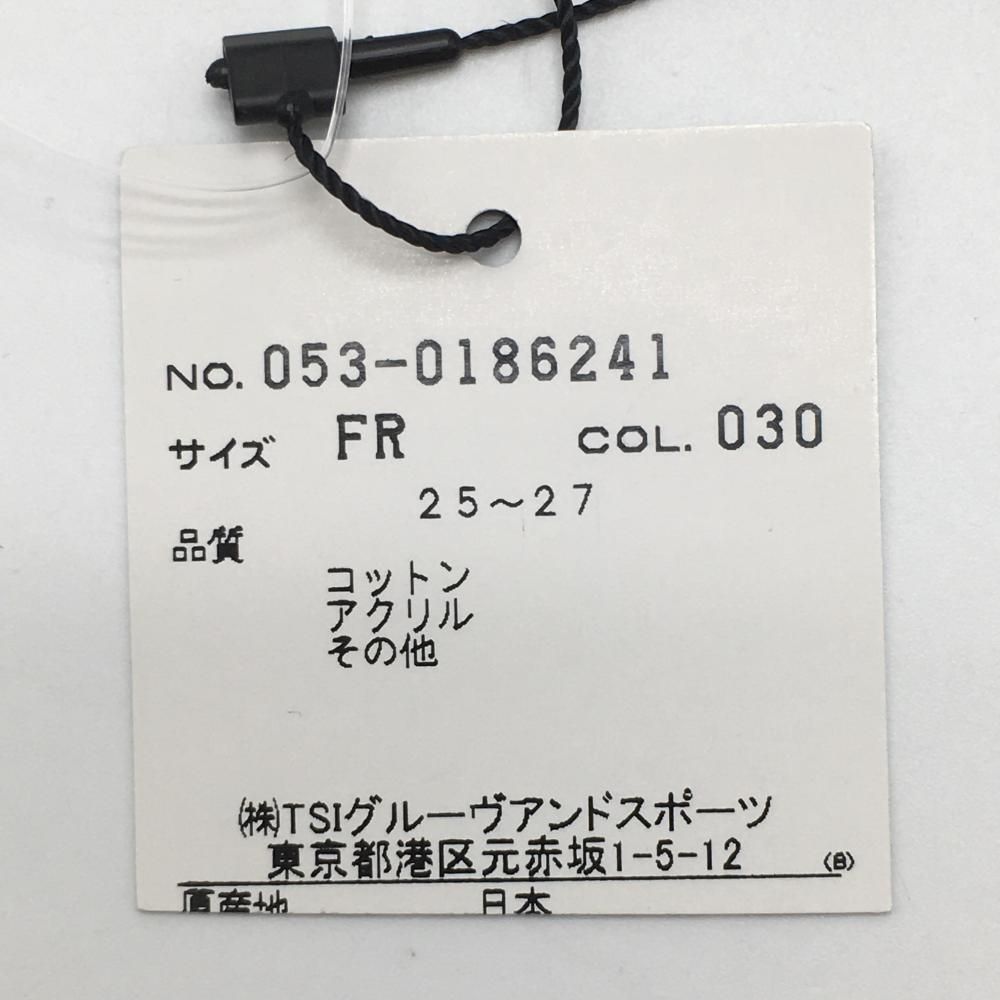 NO. 053-0186241
サイズ FR COL. 030
25～27
品質
コットン
アクリル
その他
㈱TSIグルーヴアンドスポーツ
東京都港区元赤坂1-5-12 (B)
原産地 日本